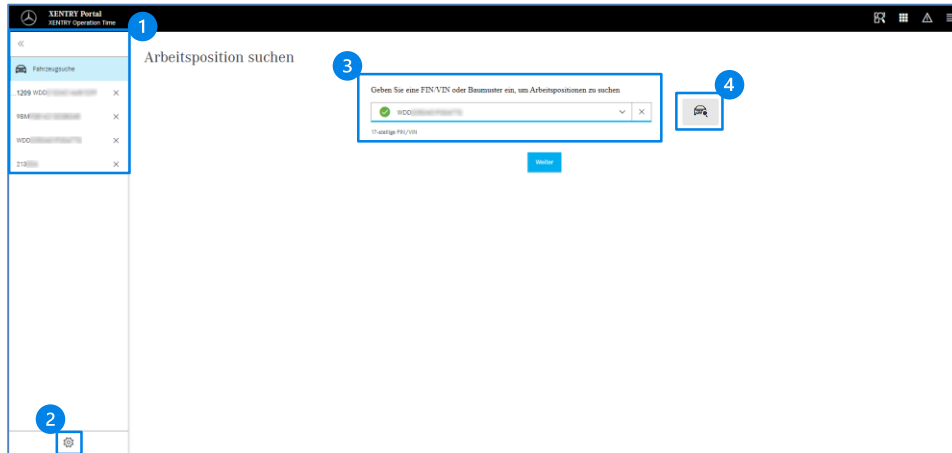 XENTRY Portal
XENTRY Operation Time
1
Fahrzeugsuche
...1209 WDD
9BM
WDD
213
2
Arbeitsposition suchen
3
Geben Sie eine FIN/VIN oder Baumuster ein, um Arbeitspositionen zu suchen
WDD
17-stellige FIN/VIN
Weiter
4